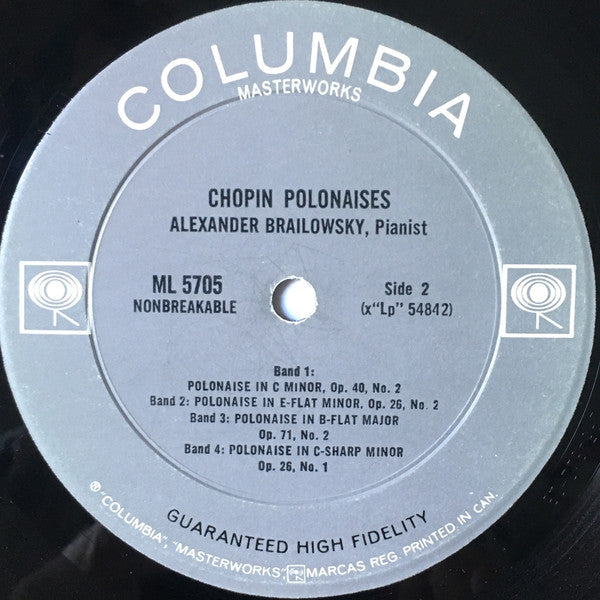 COLUMBIA
MASTERWORKS
CHOPIN POLONAISES
ALEXANDER BRAILOWSKY, Pianist
ML 5705
NONBREAKABLE
Side 2
(x"Lp" 54842)
Band 1:
POLONAISE IN C MINOR, Op. 40, No. 2
Band 2: POLONAISE IN E-FLAT MINOR, Op. 26, No. 2
Band 3: POLONAISE IN B-FLAT MAJOR
Op. 71, No. 2
Band 4: POLONAISE IN C-SHARP MINOR
Op. 26, No. 1
GUARANTEED HIGH FIDELITY
® "COLUMBIA", "MASTERWORKS", MARCAS REG. PRINTED IN CAN.